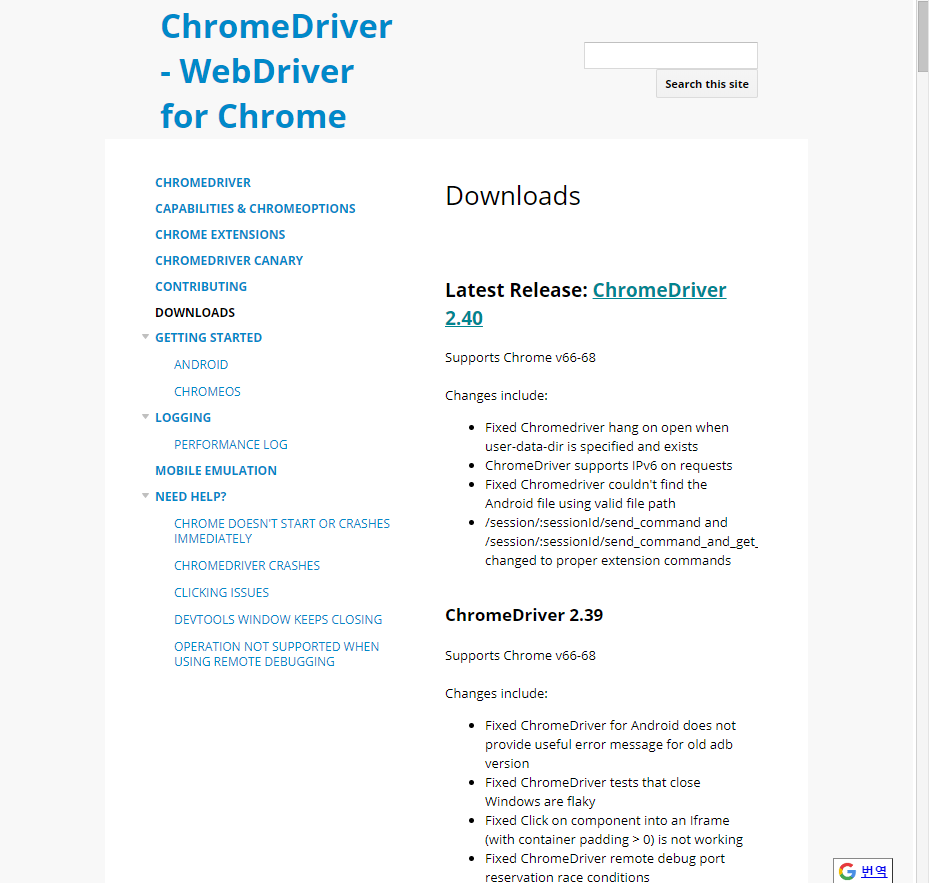 ChromeDriver
- WebDriver
for Chrome
Search this site
CHROMEDRIVER
CAPABILITIES & CHROMEOPTIONS
CHROME EXTENSIONS
CHROMEDRIVER CANARY
CONTRIBUTING
DOWNLOADS
GETTING STARTED
ANDROID
CHROMEOS
LOGGING
PERFORMANCE LOG
MOBILE EMULATION
NEED HELP?
CHROME DOESN'T START OR CRASHES
IMMEDIATELY
CHROMEDRIVER CRASHES
CLICKING ISSUES
DEVTOOLS WINDOW KEEPS CLOSING
OPERATION NOT SUPPORTED WHEN
USING REMOTE DEBUGGING
Downloads
Latest Release: ChromeDriver
2.40
Supports Chrome v66-68
Changes include:
Fixed Chromedriver hang on open when
user-data-dir is specified and exists
ChromeDriver supports IPv6 on requests
Fixed Chromedriver couldn't find the
Android file using valid file path
/session/:sessionId/send_command and
/session/:sessionId/send_command_and_get_
changed to proper extension commands
ChromeDriver 2.39
Supports Chrome v66-68
Changes include:
Fixed ChromeDriver for Android does not
provide useful error message for old adb
version
Fixed ChromeDriver tests that close
Windows are flaky
Fixed Click on component into an Iframe
(with container padding > 0) is not working
Fixed ChromeDriver remote debug port
reservation race conditions
G 번역